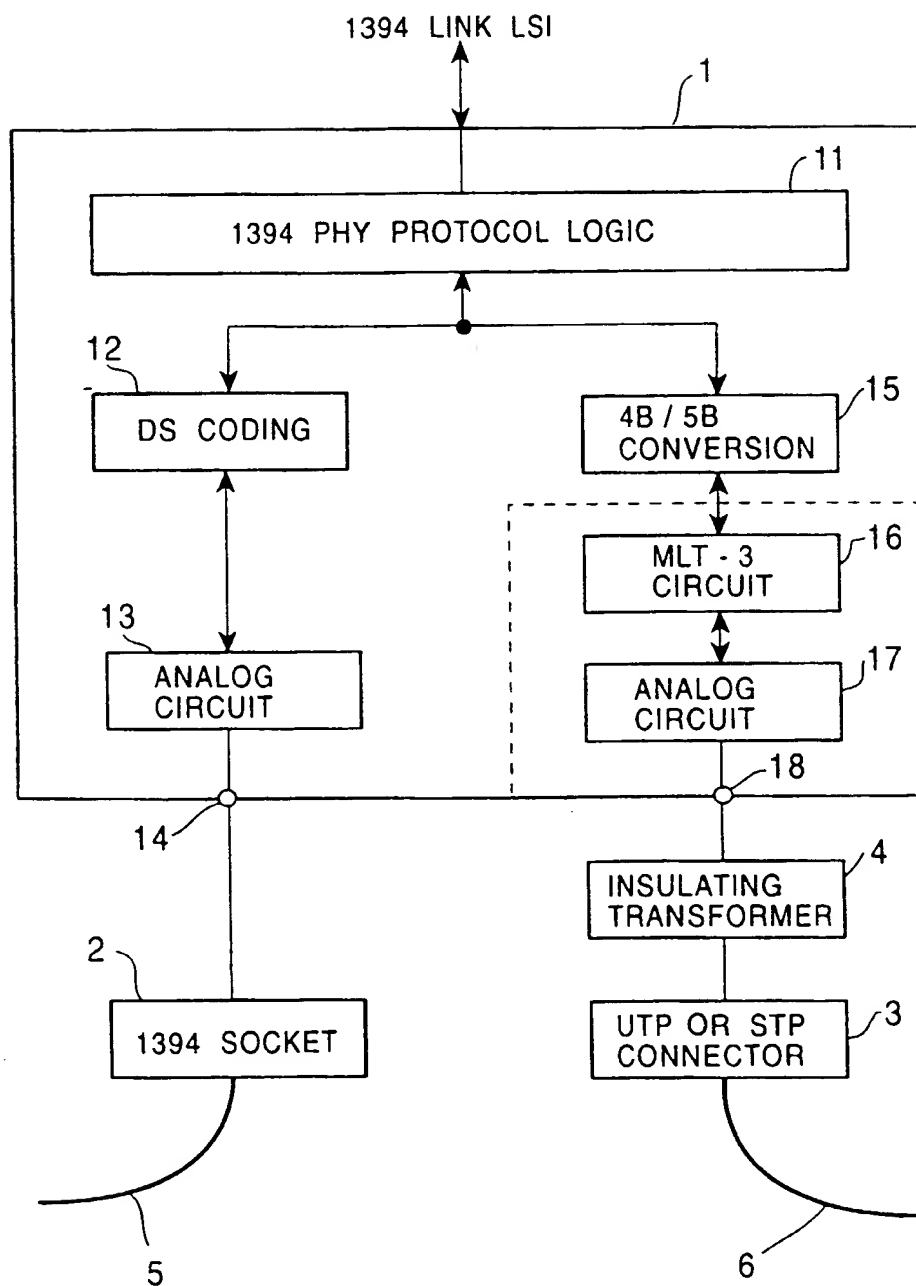 1394 LINK LSI
1
11
1394 PHY PROTOCOL LOGIC
12
DS CODING
4B / 5B
CONVERSION
15
MLT - 3
CIRCUIT
16
13
ANALOG
CIRCUIT
ANALOG
CIRCUIT
17
14
18
4
INSULATING
TRANSFORMER
2
1394 SOCKET
UTP OR STP
CONNECTOR
3
5
6